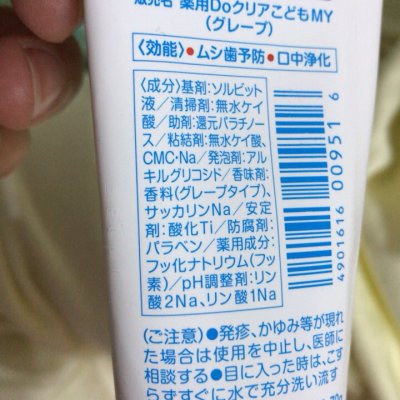 販売名 薬用DoクリアこどもMY
(グレープ)
〈効能〉●ムシ歯予防●口中浄化
〈成分〉基剤:ソルビット
液/清掃剤:無水ケイ
酸/助剤:還元パラチノー
ス/粘結剤:無水ケイ酸、
CMC・Na/発泡剤:アル
キルグリコシド/香味剤:
香料(グレープタイプ)、
サッカリンNa/安定
剤:酸化Ti/防腐剤:
パラベン/薬用成分:
フッ化ナトリウム(フッ
素)/pH調整剤:リン
酸2Na、リン酸1Na
4901616 009516
〈ご注意〉●発疹、かゆみ等が現れ
た場合は使用を中止し、医師に
相談する●目に入った時は、こす
らずすぐに水で充分洗い流す
70g